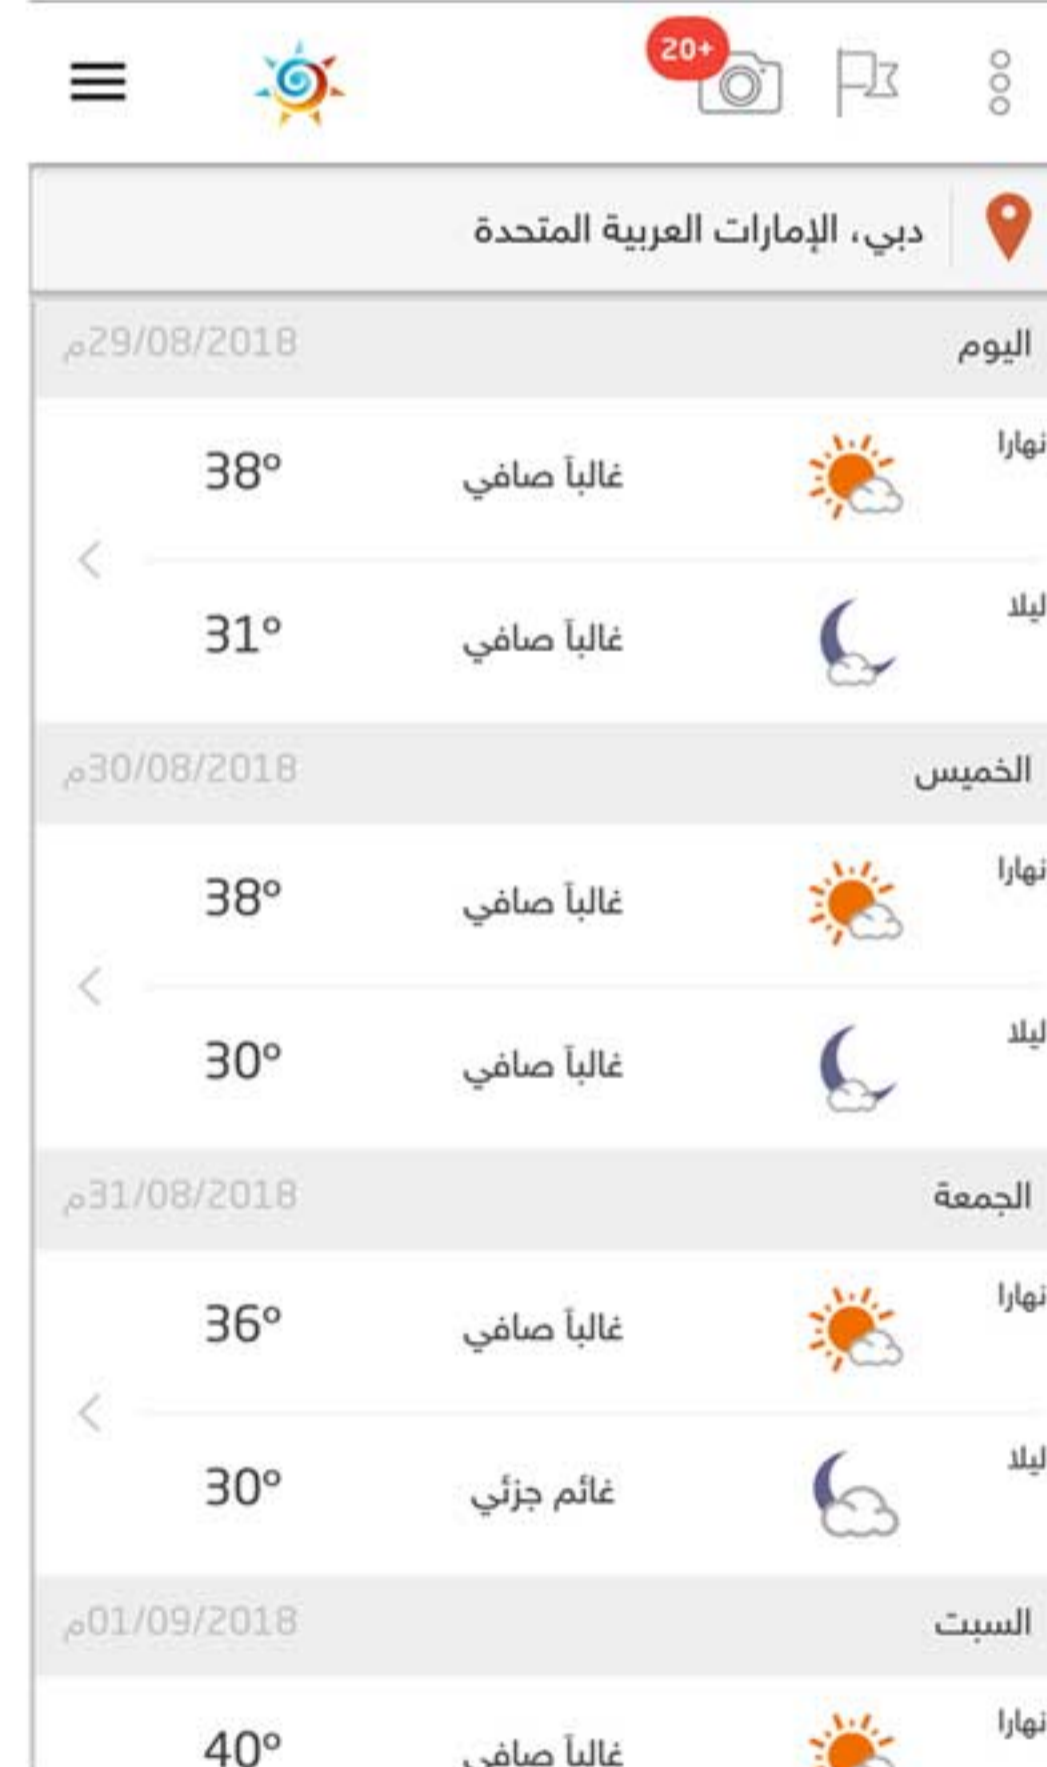 20+
دبي، الإمارات العربية المتحدة
اليوم 29/08/2018م
نهارا
غالباً صافي 38°
ليلا
غالباً صافي 31°
الخميس 30/08/2018م
نهارا
غالباً صافي 38°
ليلا
غالباً صافي 30°
الجمعة 31/08/2018م
نهارا
غالباً صافي 36°
ليلا
غائم جزئي 30°
السبت 01/09/2018م
نهارا
غالباً صافي 40°